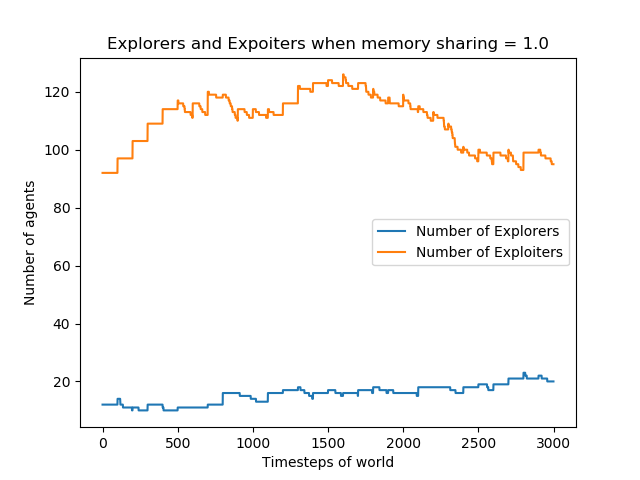 Explorers and Expoiters when memory sharing = 1.0
Number of agents
120
100
80
60
40
20
Number of Explorers
Number of Exploiters
0 500 1000 1500 2000 2500 3000
Timesteps of world